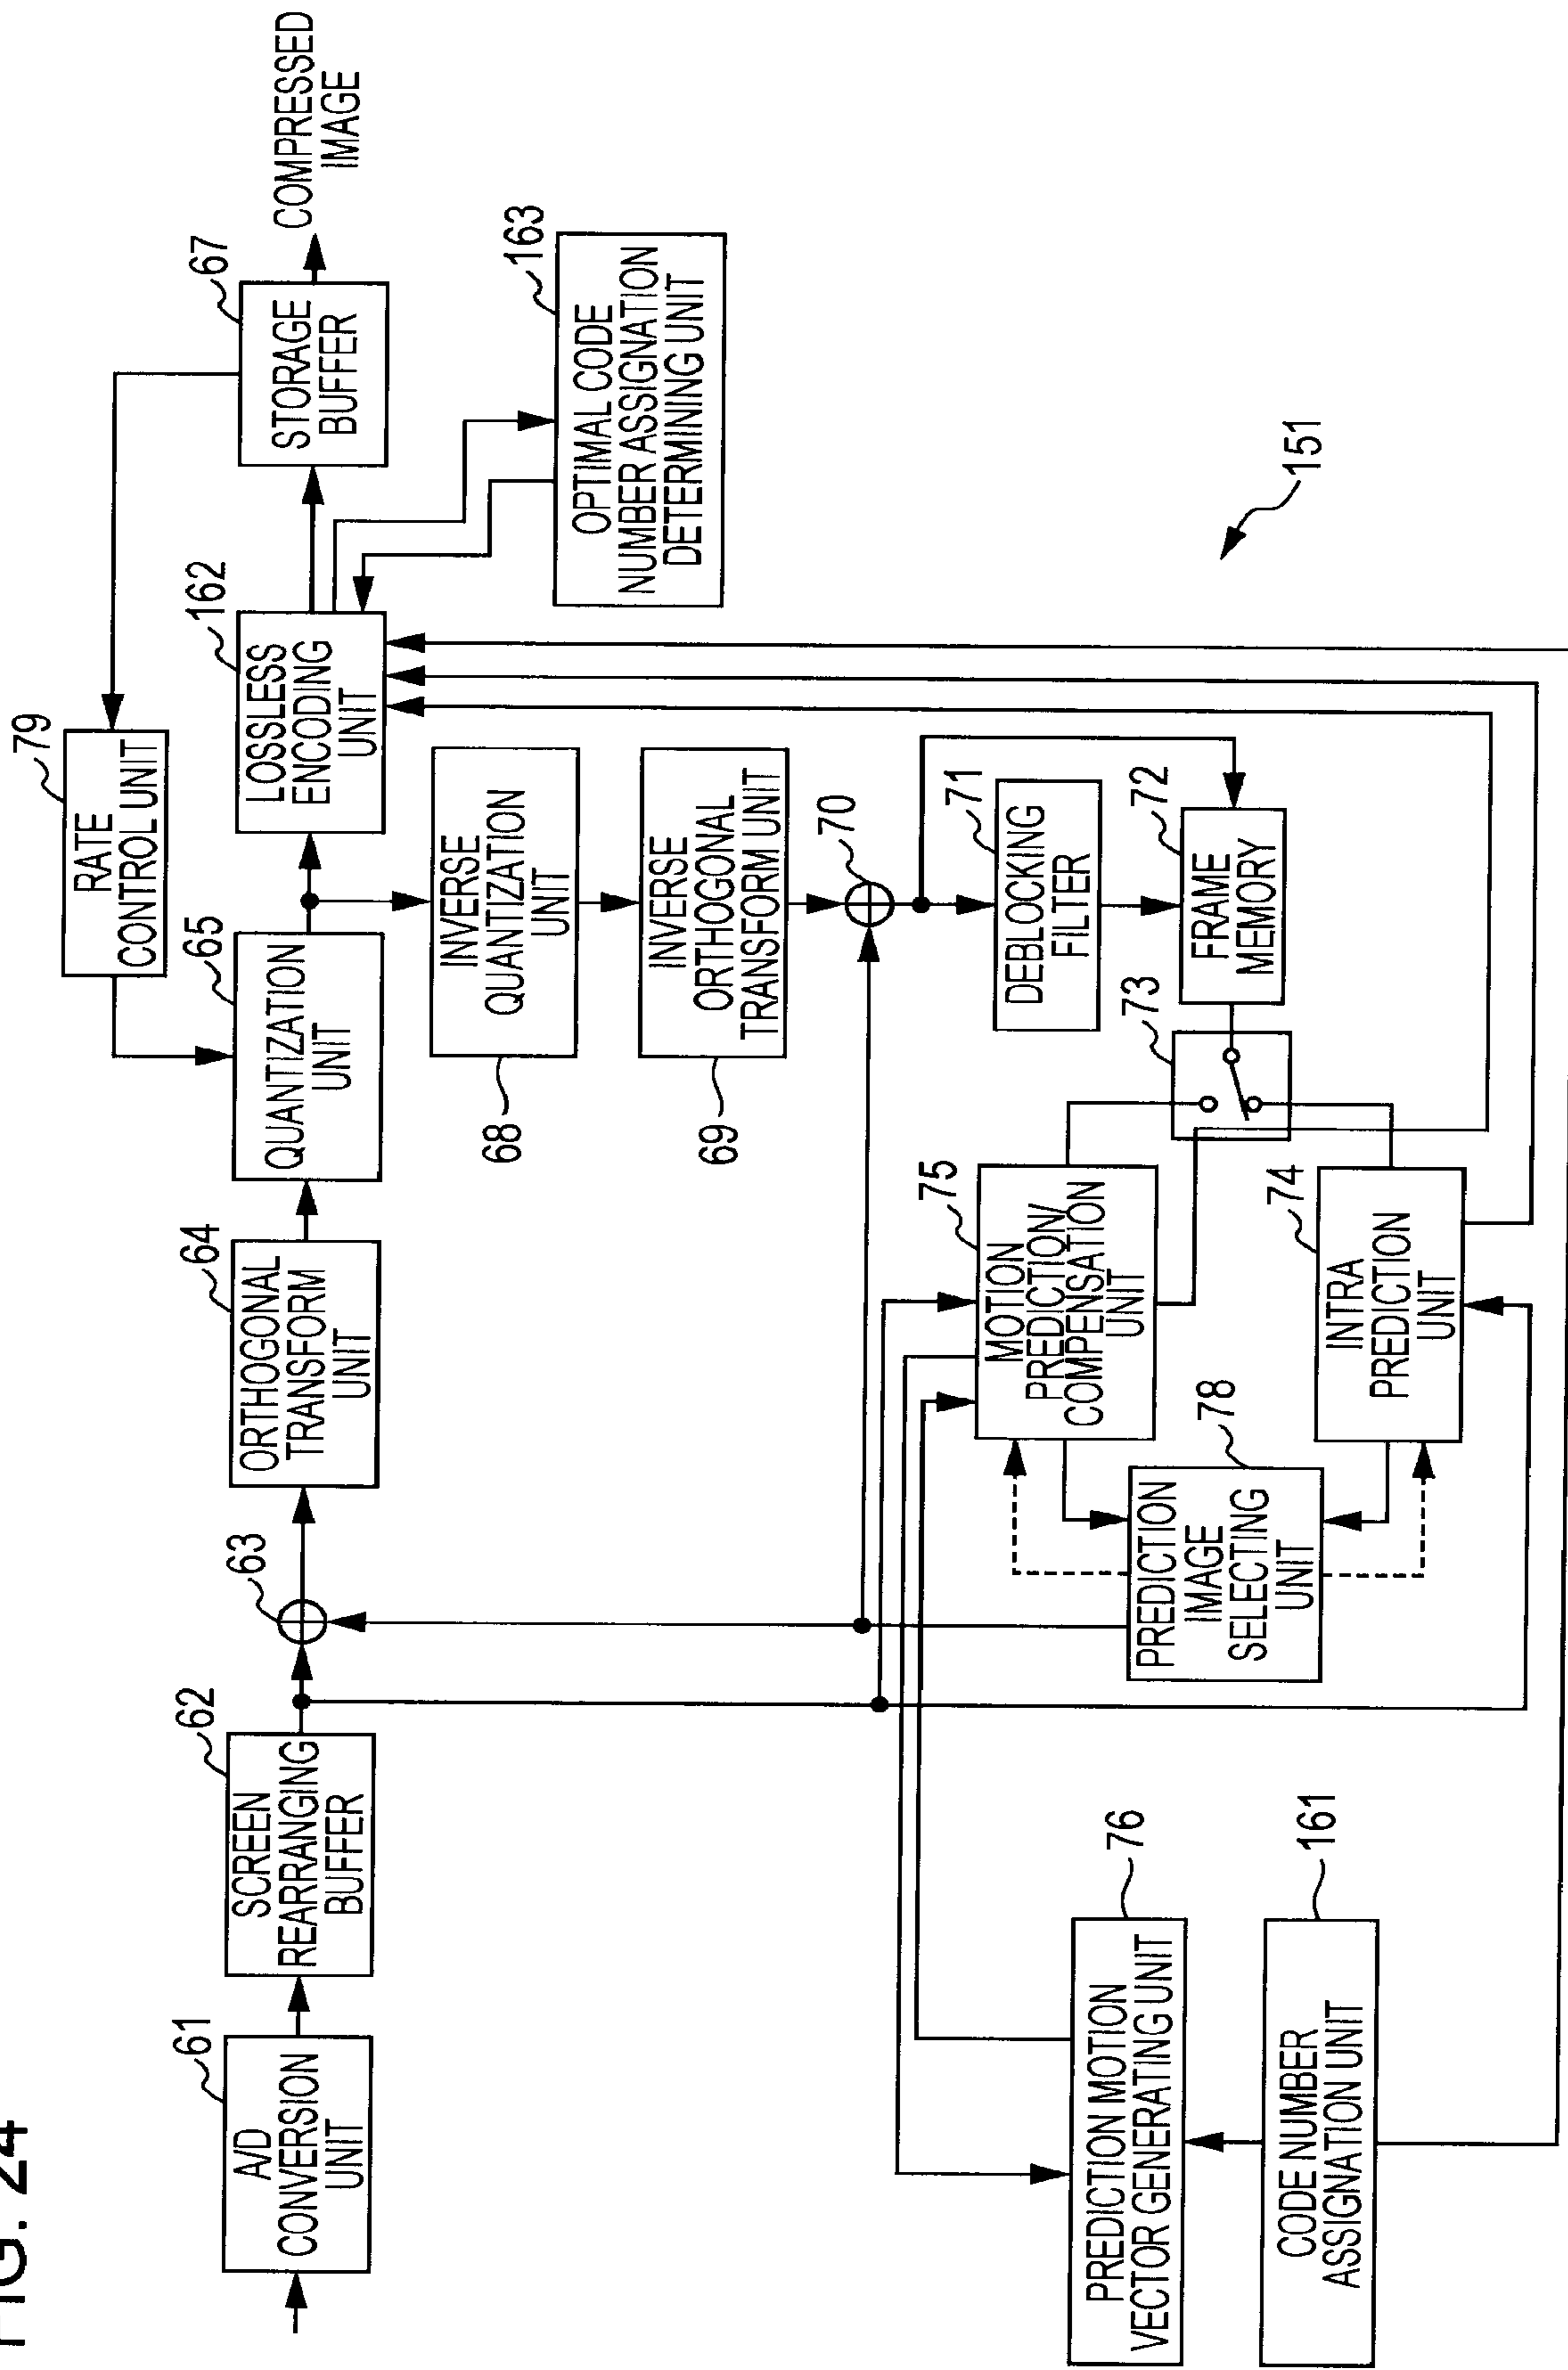 FIG. 24
61
A/D
CONVERSION
UNIT
62
SCREEN
REARRANGING
BUFFER
63
64
ORTHOGONAL
TRANSFORM
UNIT
65
QUANTIZATION
UNIT
79
RATE
CONTROL UNIT
162
LOSSLESS
ENCODING
UNIT
67
STORAGE
BUFFER
COMPRESSED
IMAGE
163
OPTIMAL CODE
NUMBER ASSIGNATION
DETERMINING UNIT
68
INVERSE
QUANTIZATION
UNIT
69
INVERSE
ORTHOGONAL
TRANSFORM UNIT
70
71
DEBLOCKING
FILTER
72
FRAME
MEMORY
73
75
MOTION
PREDICTION/
COMPENSATION
UNIT
74
INTRA
PREDICTION
UNIT
78
PREDICTION
IMAGE
SELECTING
UNIT
76
PREDICTION MOTION
VECTOR GENERATING UNIT
161
CODE NUMBER
ASSIGNATION UNIT
151